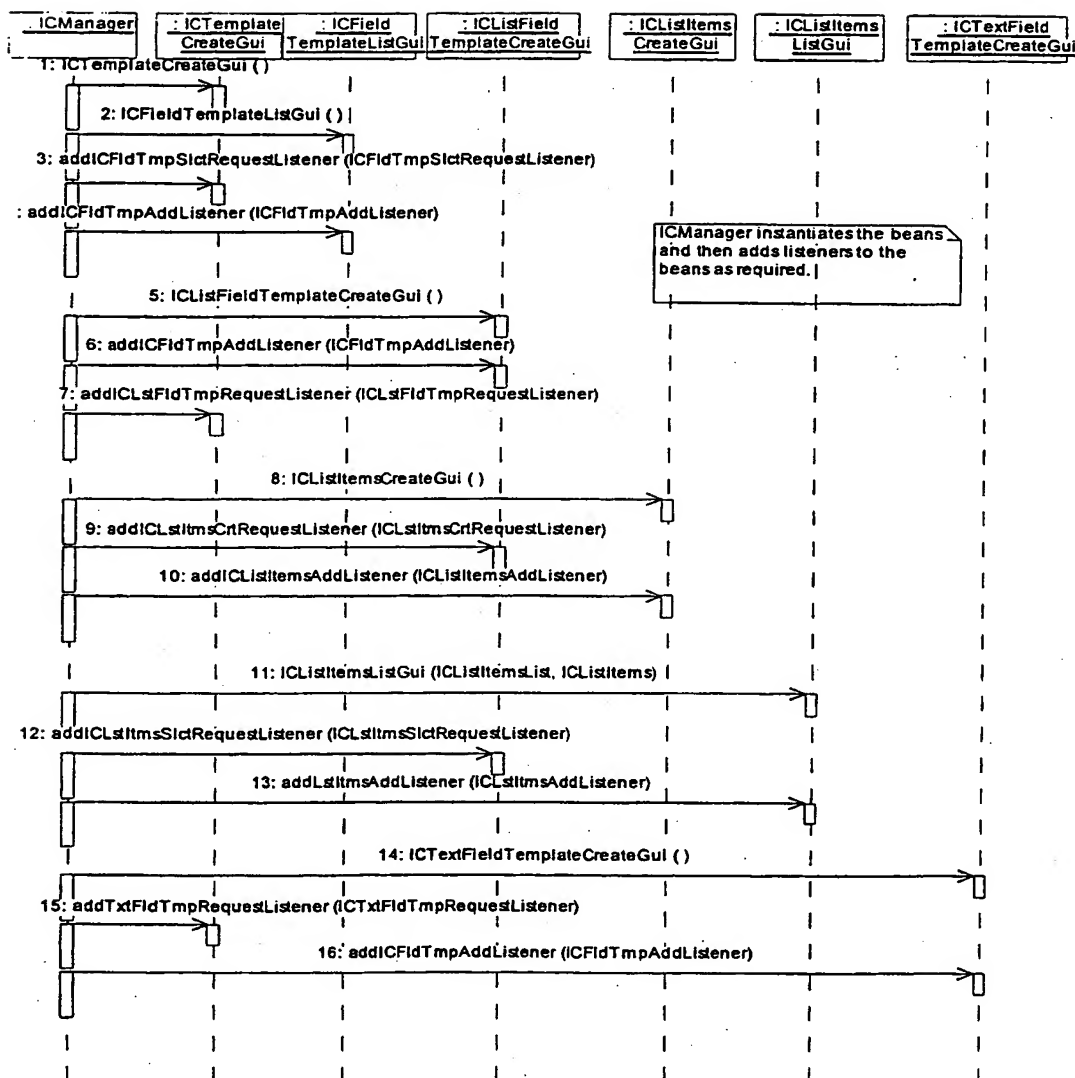 : ICManager
: ICTemplate
CreateGui
: ICField
TemplateListGui
: ICListField
TemplateCreateGui
: ICListItems
CreateGui
: ICListItems
ListGui
: ICTextField
TemplateCreateGui
1: ICTemplateCreateGui ( )
2: ICFieldTemplateListGui ( )
3: addICFldTmpSlctRequestListener (ICFldTmpSlctRequestListener)
: addICFldTmpAddListener (ICFldTmpAddListener)
ICManager instantiates the beans
and then adds listeners to the
beans as required.
5: ICListFieldTemplateCreateGui ( )
6: addICFldTmpAddListener (ICFldTmpAddListener)
7: addICLstFldTmpRequestListener (ICLstFldTmpRequestListener)
8: ICListItemsCreateGui ( )
9: addICLstItmsCrtRequestListener (ICLstItmsCrtRequestListener)
10: addICListItemsAddListener (ICListItemsAddListener)
11: ICListItemsListGui (ICListItemsList, ICListItems)
12: addICLstItmsSlctRequestListener (ICLstItmsSlctRequestListener)
13: addLstItmsAddListener (ICLstItmsAddListener)
14: ICTextFieldTemplateCreateGui ( )
15: addTxtFldTmpRequestListener (ICTxtFldTmpRequestListener)
16: addICFldTmpAddListener (ICFldTmpAddListener)